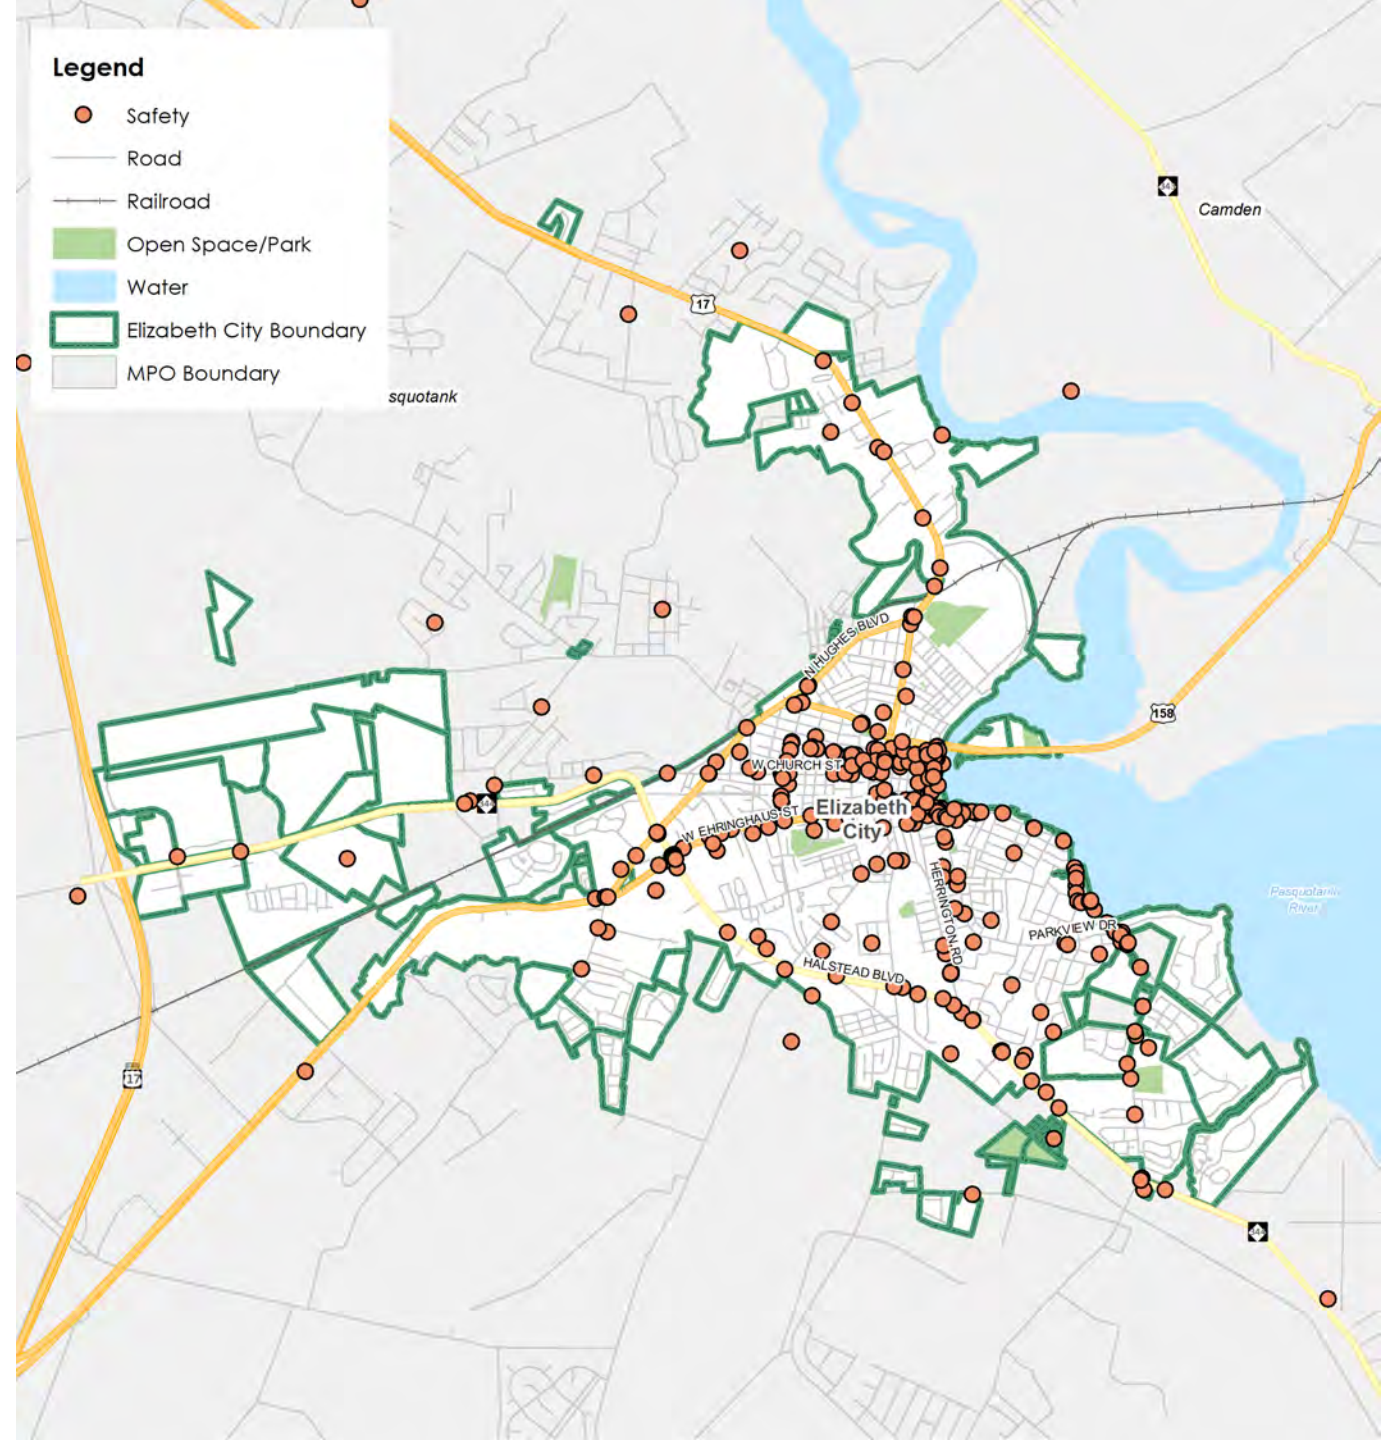 Legend
Safety
Road
Railroad
Open Space/Park
Water
Elizabeth City Boundary
MPO Boundary
squotank
Camden
17
N HUGHES BLVD
158
W CHURCH ST
Elizabeth
City
W EHRINGHAUS ST
HERRINGTON RD
Pasquotank
River
PARKVIEW DR
HALSTEAD BLVD
17